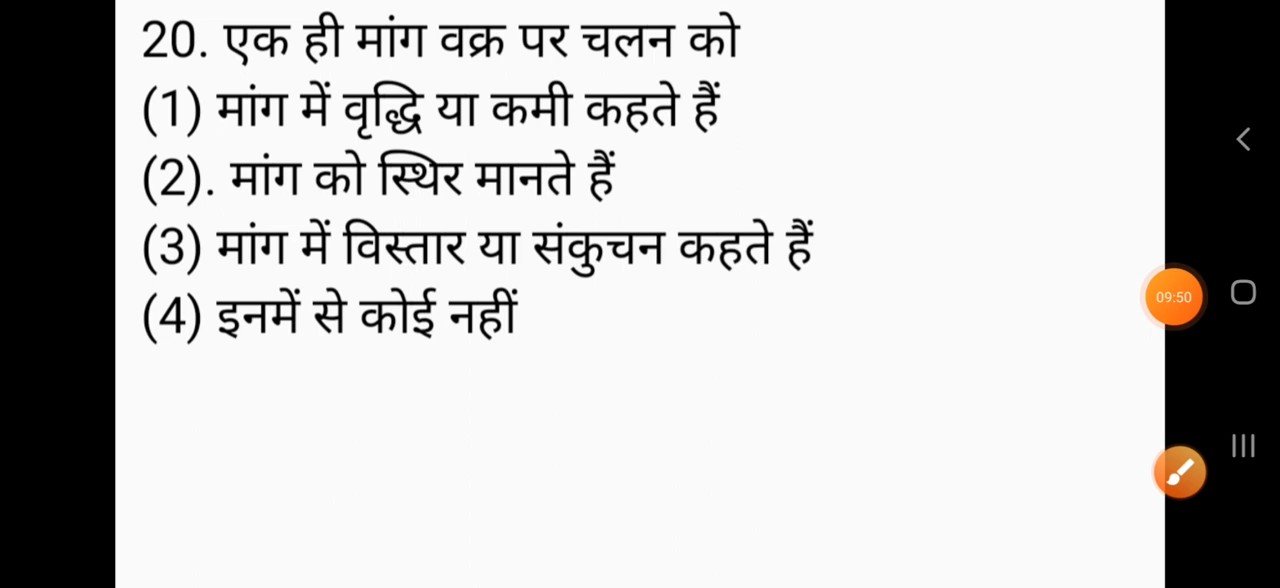 20. एक ही मांग वक्र पर चलन को
(1) मांग में वृद्धि या कमी कहते हैं
(2). मांग को स्थिर मानते हैं
(3) मांग में विस्तार या संकुचन कहते हैं
09:50
(4) इनमें से कोई नहीं